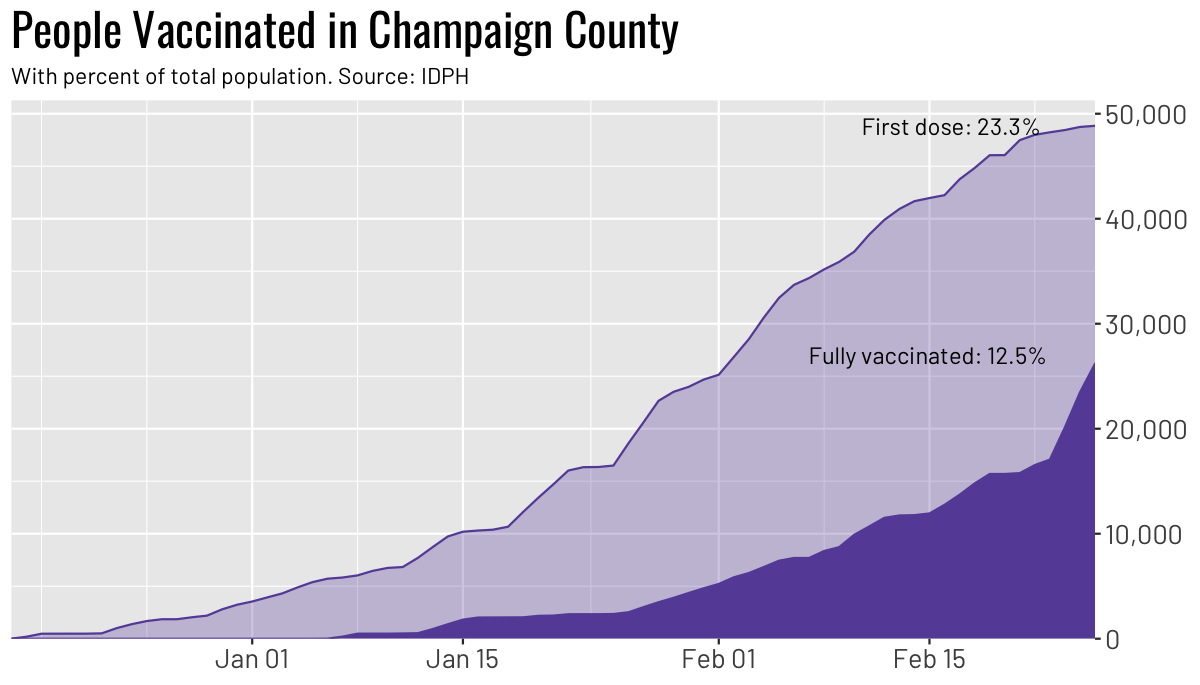 People Vaccinated in Champaign County
With percent of total population. Source: IDPH
50,000
First dose: 23.3%
40,000
30,000
Fully vaccinated: 12.5%
20,000
10,000
0
Jan 01 Jan 15 Feb 01 Feb 15